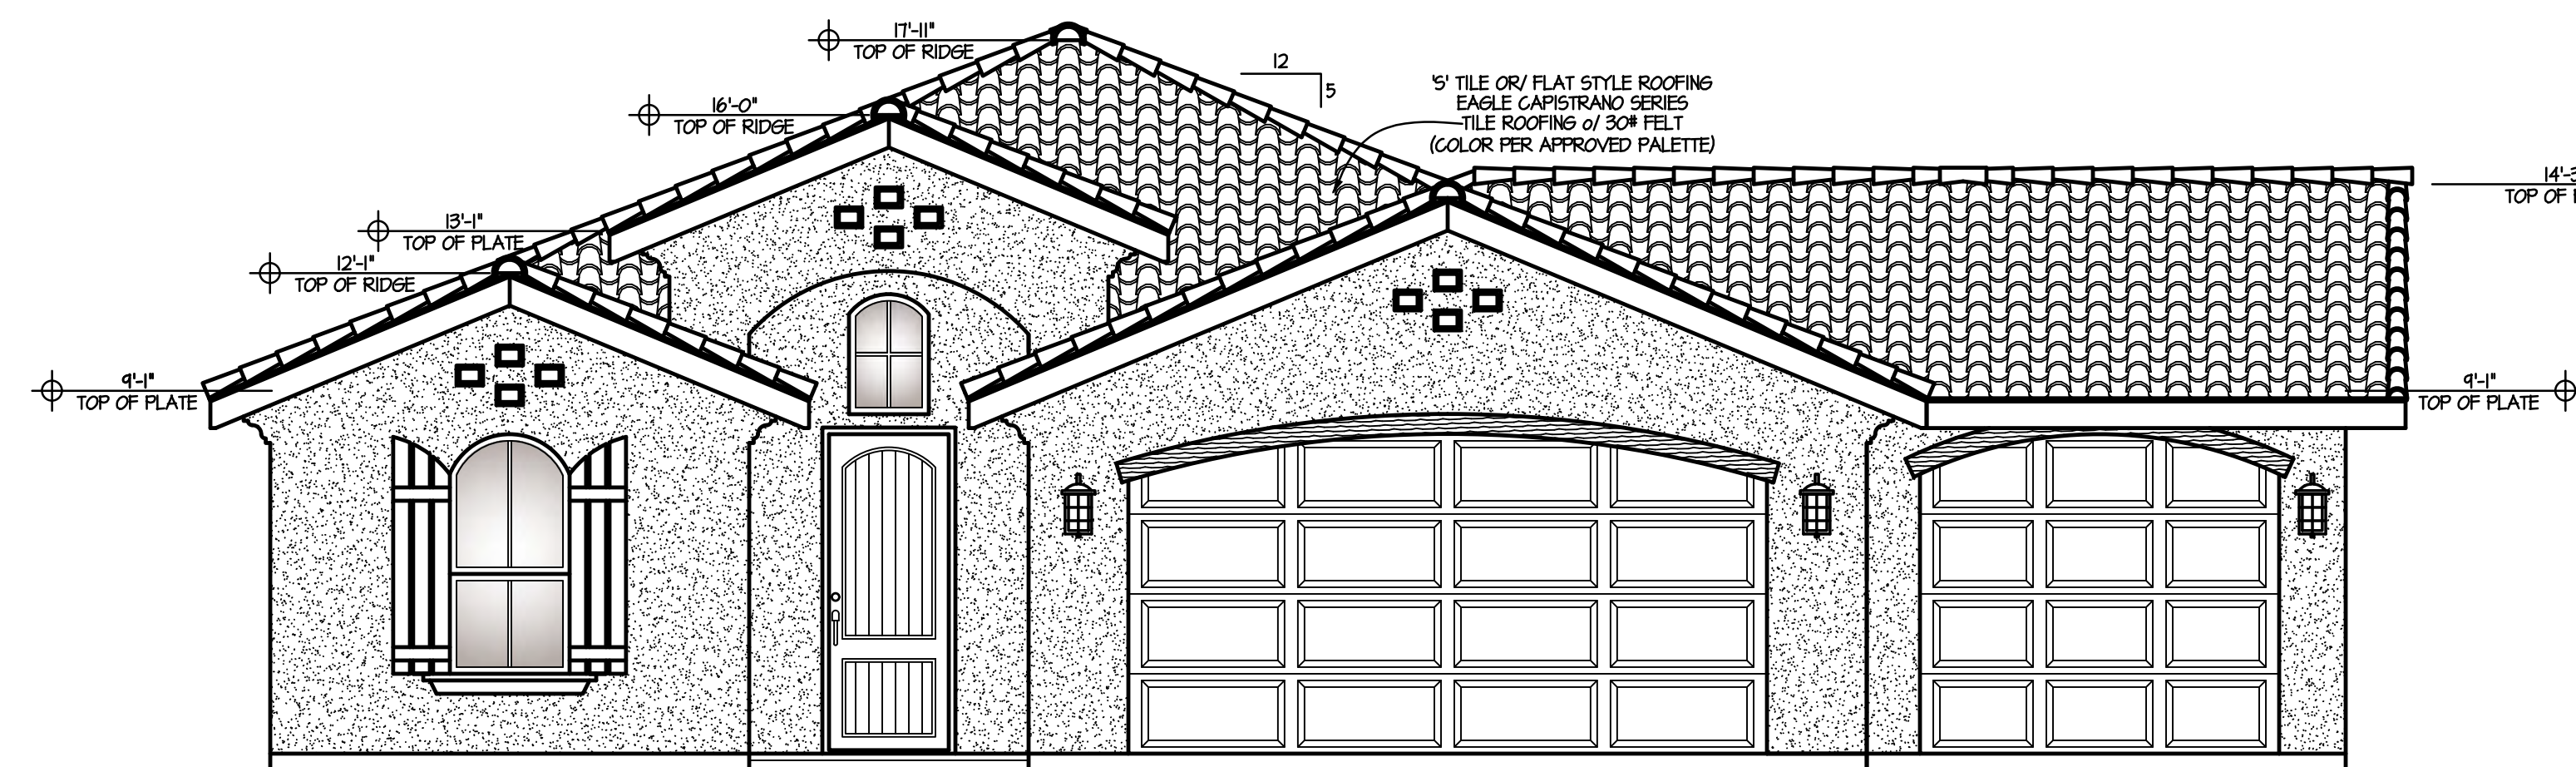 17'-11"
TOP OF RIDGE
16'-0"
TOP OF RIDGE
13'-1"
TOP OF PLATE
12'-1"
TOP OF RIDGE
9'-1"
TOP OF PLATE
12
5
'S' TILE OR/ FLAT STYLE ROOFING
EAGLE CAPISTRANO SERIES
TILE ROOFING o/ 30# FELT
(COLOR PER APPROVED PALETTE)
TOP OF
9'-1"
TOP OF PLATE